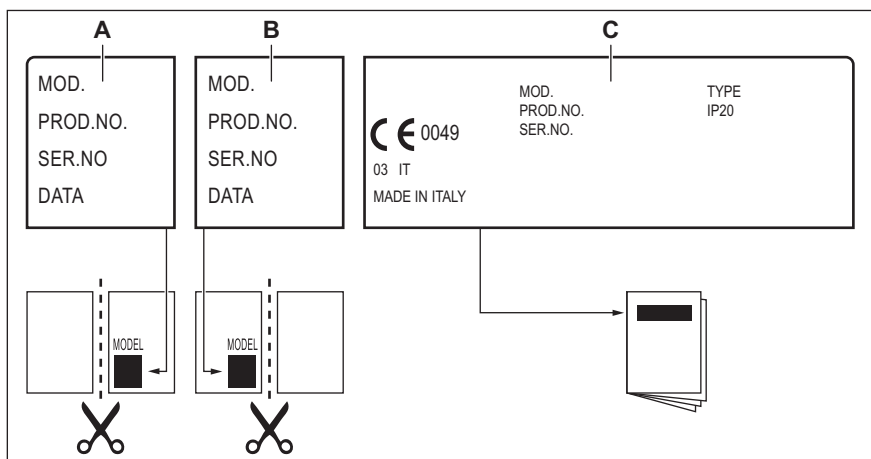 A
B
C
MOD.
PROD.NO.
SER.NO
DATA
MOD.
PROD.NO.
SER.NO
DATA
MOD.
PROD.NO.
SER.NO.
TYPE
IP20
CE 0049
03 IT
MADE IN ITALY
MODEL
MODEL